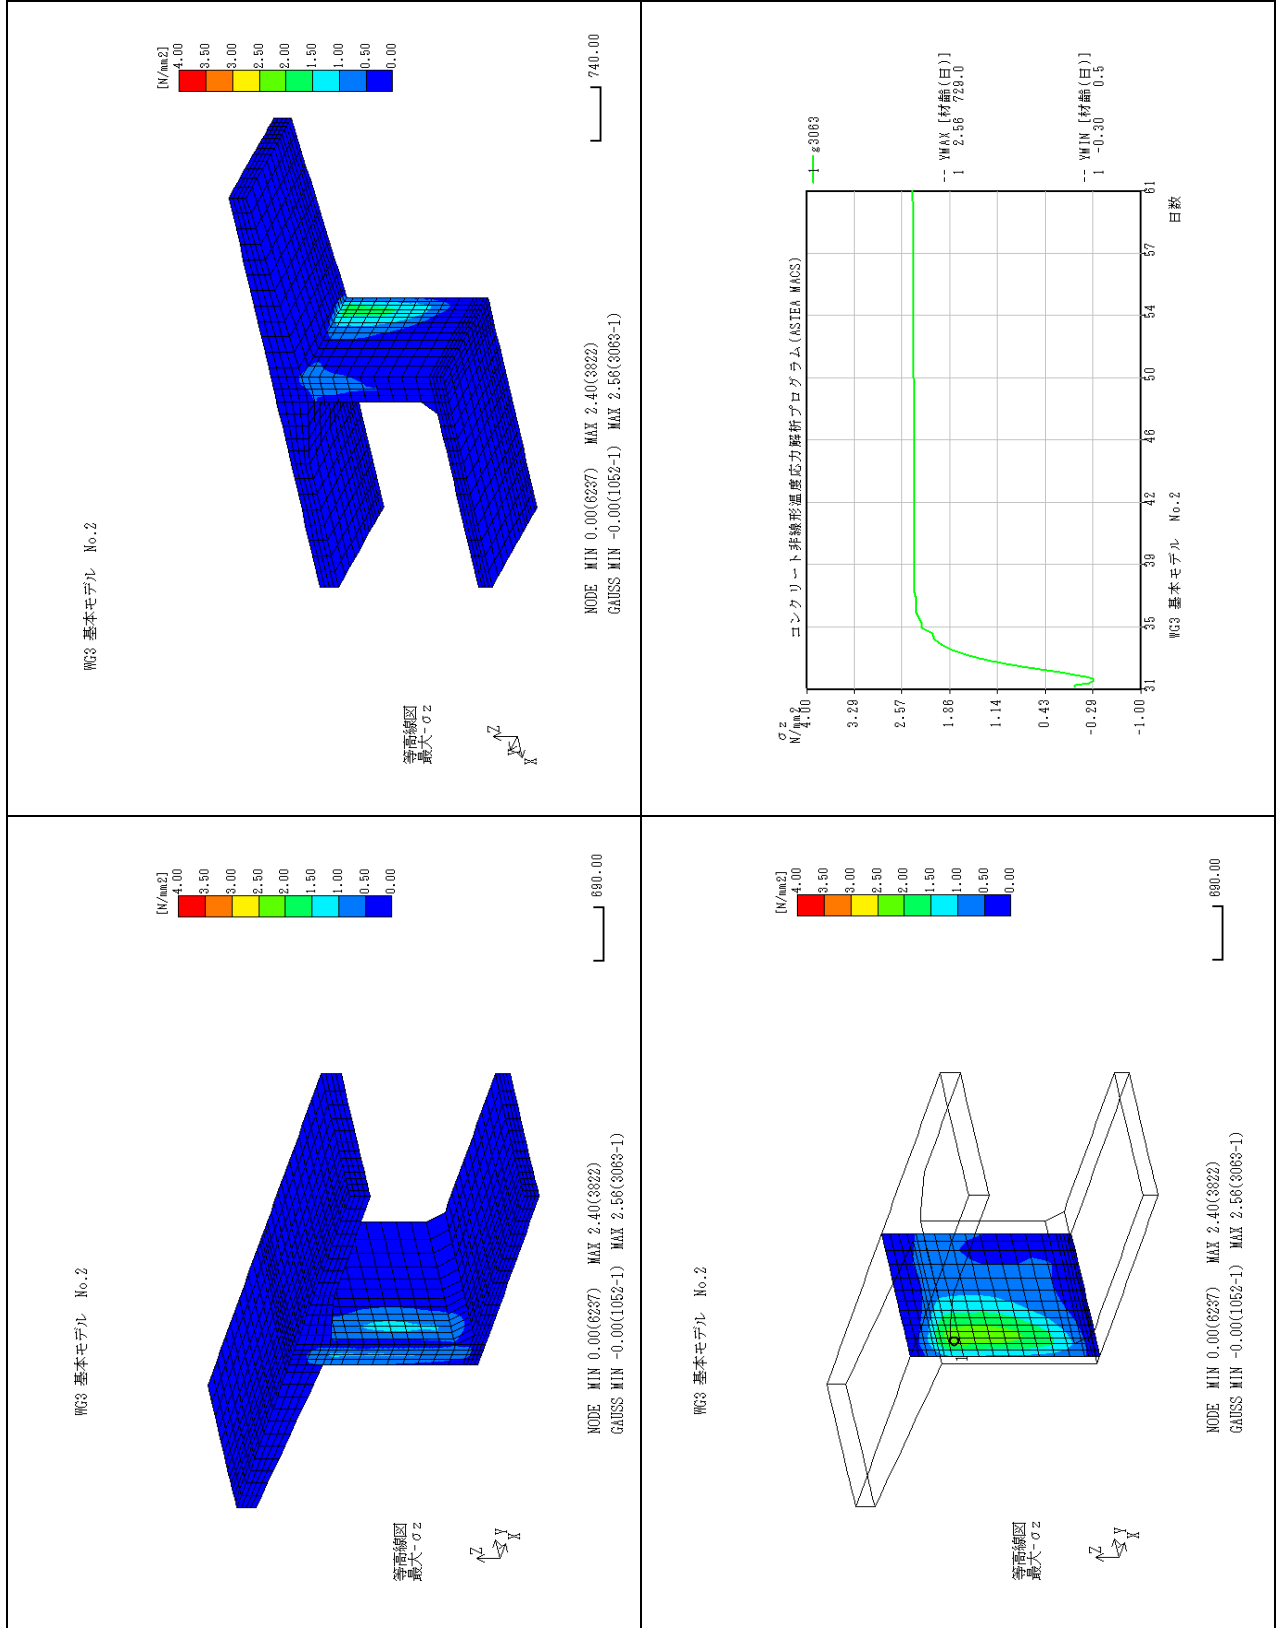 WG3 基本モデル No.2
[N/mm2]
4.00
3.50
3.00
2.50
2.00
1.50
1.00
0.50
0.00
等高線図
最大-σz
Z
Y
X
740.00
NODE MIN 0.00(6237) MAX 2.40(3822)
GAUSS MIN -0.00(1052-1) MAX 2.56(3063-1)
コンクリート非線形温度応力解析プログラム(ASTEA MACS)
σz
N/mm2
4.00
3.29
2.57
1.86
1.14
0.43
-0.29
-1.00
31
35
39
42
46
50
54
57
61
日数
1 g3063
-- YMAX [材齢(日)]
1 2.56 729.0
-- YMIN [材齢(日)]
1 -0.30 0.5
WG3 基本モデル No.2
WG3 基本モデル No.2
[N/mm2]
4.00
3.50
3.00
2.50
2.00
1.50
1.00
0.50
0.00
等高線図
最大-σz
Z
Y
X
690.00
NODE MIN 0.00(6237) MAX 2.40(3822)
GAUSS MIN -0.00(1052-1) MAX 2.56(3063-1)
WG3 基本モデル No.2
[N/mm2]
4.00
3.50
3.00
2.50
2.00
1.50
1.00
0.50
0.00
1
等高線図
最大-σz
Z
Y
X
690.00
NODE MIN 0.00(6237) MAX 2.40(3822)
GAUSS MIN -0.00(1052-1) MAX 2.56(3063-1)